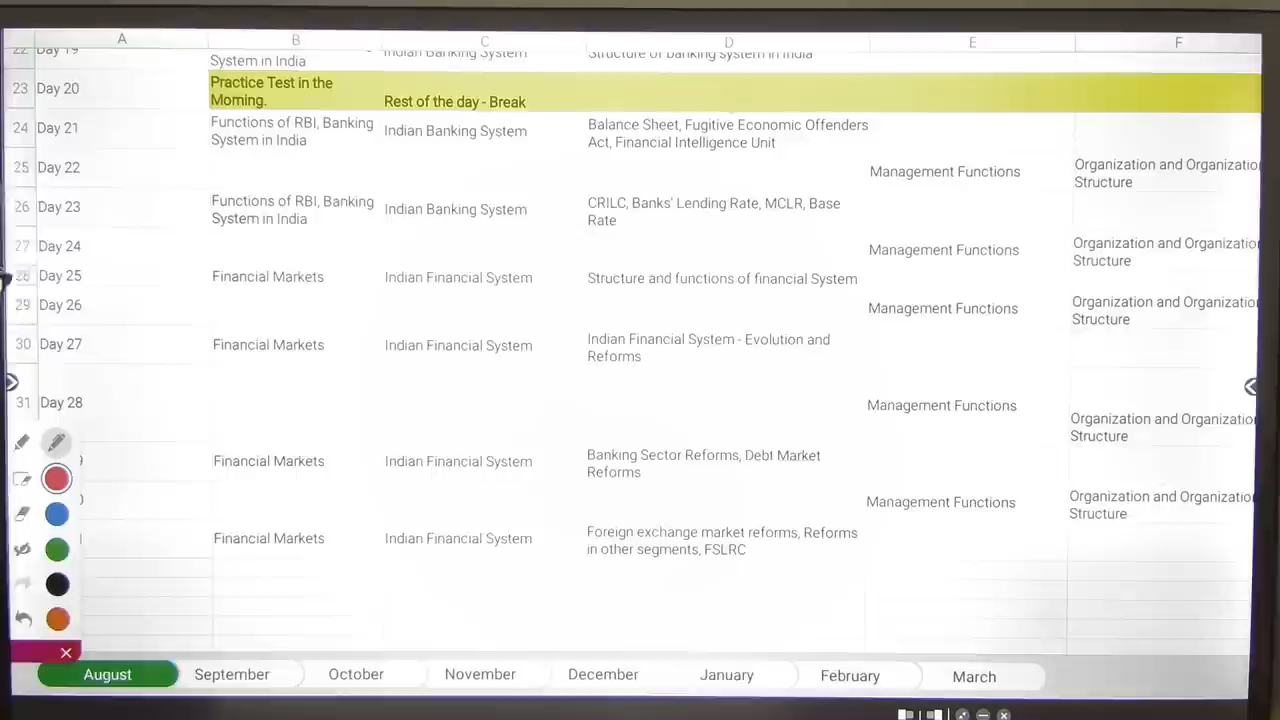 A B C D E F
22 Day 19 System in India Indian Banking System Structure of banking system in India
23 Day 20 Practice Test in the
Morning. Rest of the day - Break
24 Day 21 Functions of RBI, Banking
System in India Indian Banking System Balance Sheet, Fugitive Economic Offenders
Act, Financial Intelligence Unit
25 Day 22 Management Functions Organization and Organizatio
Structure
26 Day 23 Functions of RBI, Banking
System in India Indian Banking System CRILC, Banks' Lending Rate, MCLR, Base
Rate
27 Day 24 Management Functions Organization and Organizatio
Structure
28 Day 25 Financial Markets Indian Financial System Structure and functions of financial System
29 Day 26 Management Functions Organization and Organizatio
Structure
30 Day 27 Financial Markets Indian Financial System Indian Financial System - Evolution and
Reforms
31 Day 28 Management Functions Organization and Organizatio
Structure
Financial Markets Indian Financial System Banking Sector Reforms, Debt Market
Reforms
Management Functions Organization and Organizatio
Structure
Financial Markets Indian Financial System Foreign exchange market reforms, Reforms
in other segments, FSLRC
August September October November December January February March